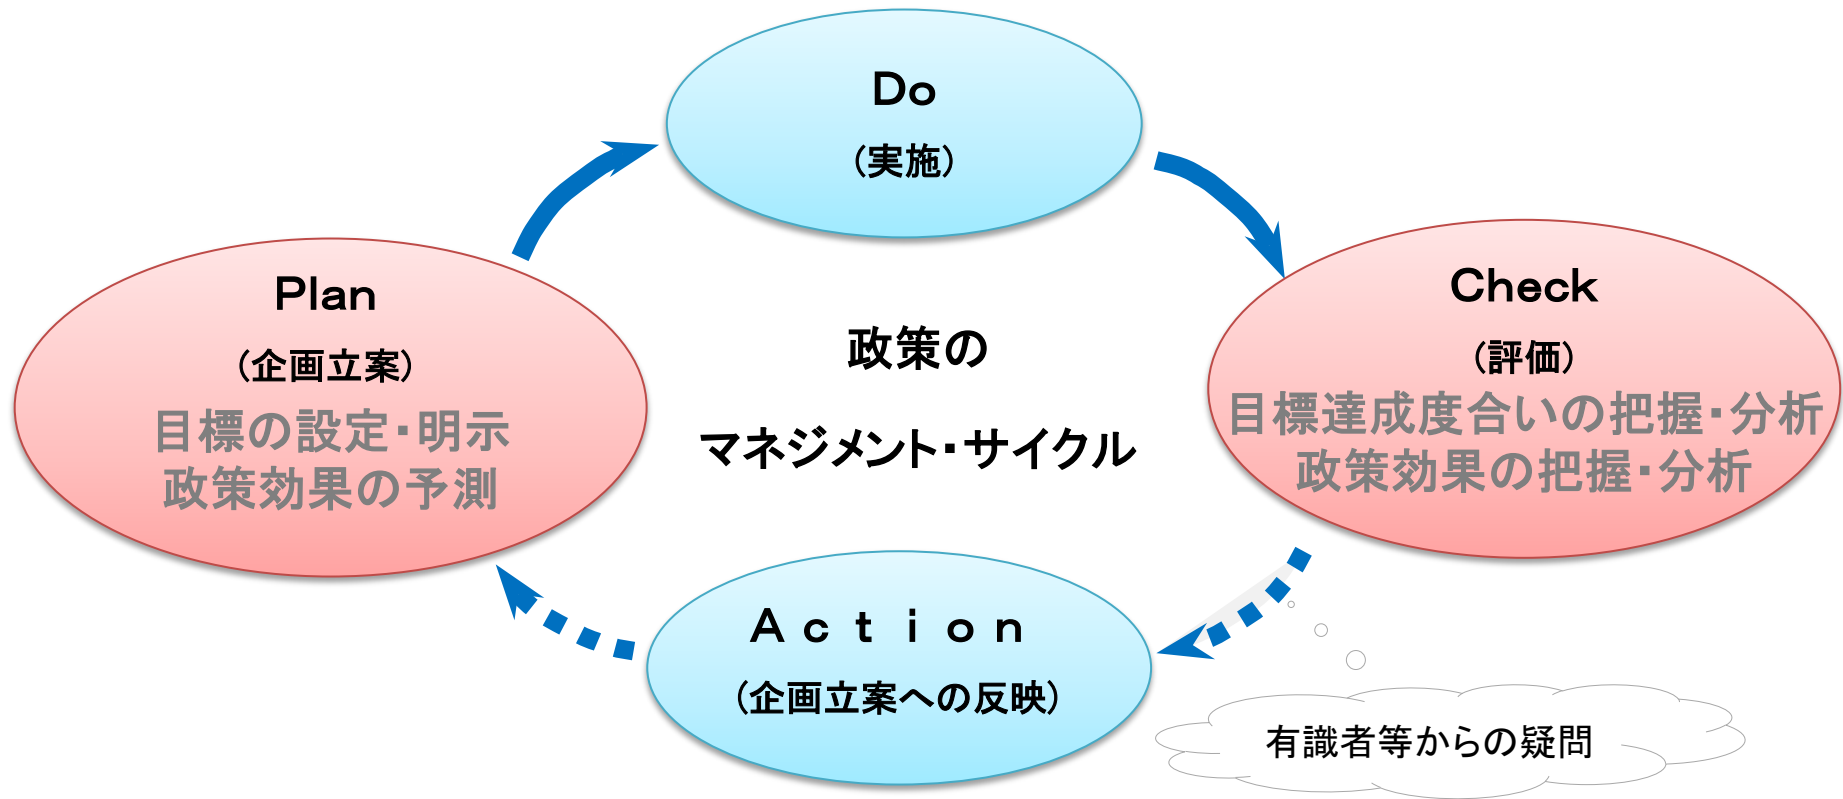 Ｄｏ
（実施）
Ｐｌａｎ
（企画立案）
目標の設定・明示
政策効果の予測
政策の
マネジメント・サイクル
Ｃｈｅｃｋ
（評価）
目標達成度合いの把握・分析
政策効果の把握・分析
Ａｃｔｉｏｎ
（企画立案への反映）
有識者等からの疑問